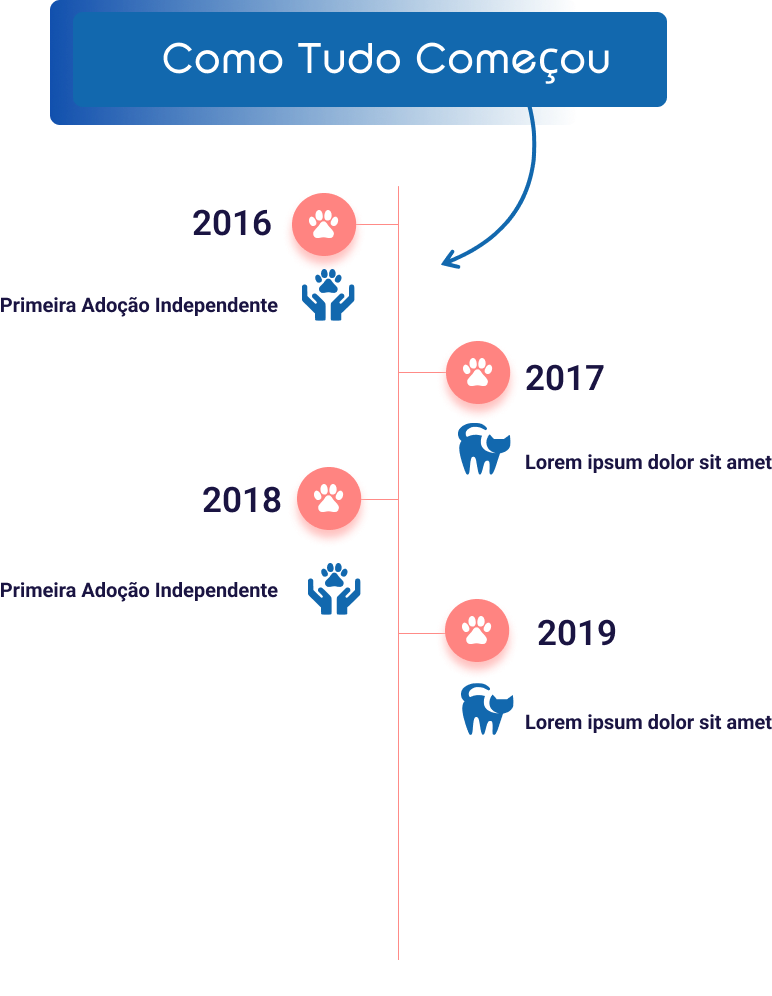 Como Tudo Começou
2016
Primeira Adoção Independente
2017
Lorem ipsum dolor sit amet
2018
Primeira Adoção Independente
2019
Lorem ipsum dolor sit amet